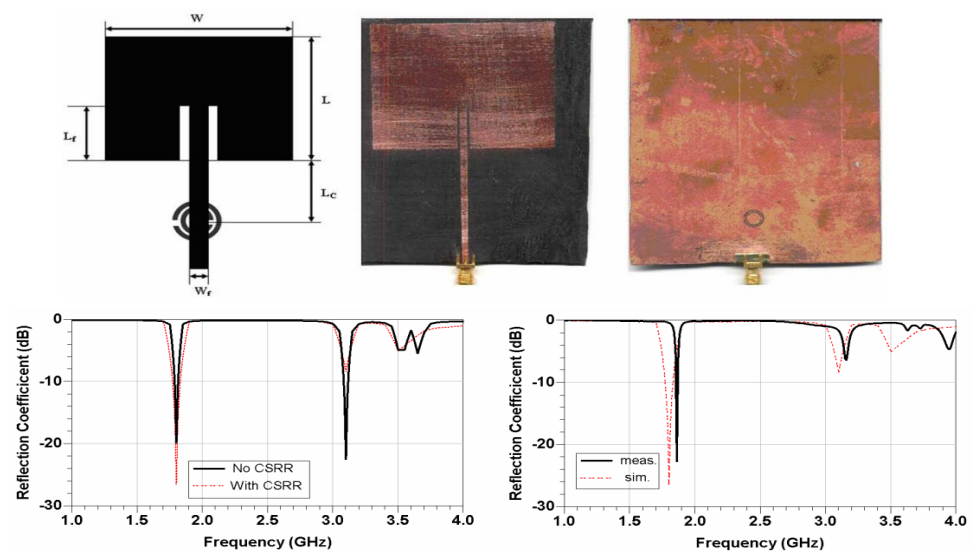 W
L
Lf
LC
Wf
0
-10
-20
-30
1.0 1.5 2.0 2.5 3.0 3.5 4.0
Reflection Coefficicent (dB)
Frequency (GHz)
No CSRR
With CSRR
0
-10
-20
-30
1.0 1.5 2.0 2.5 3.0 3.5 4.0
Reflection Coefficient (dB)
Frequency (GHz)
meas.
sim.